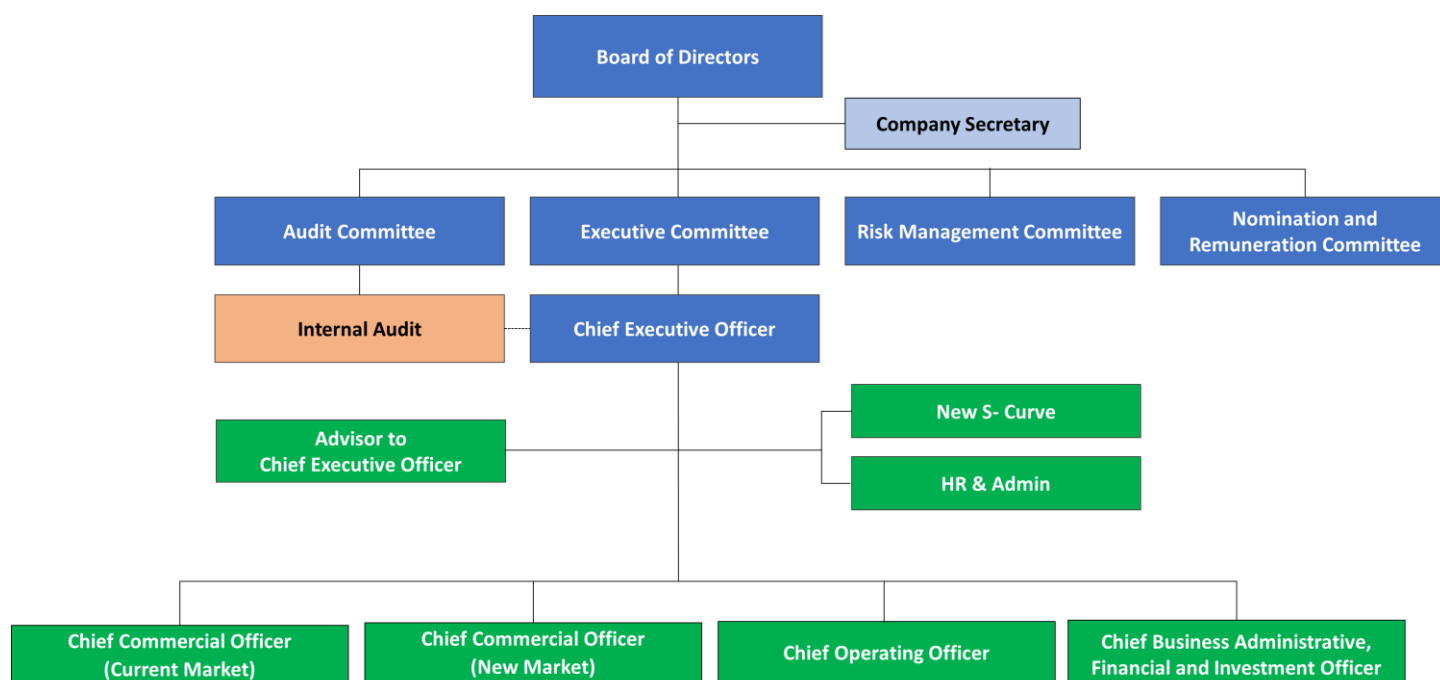 Board of Directors
Company Secretary
Audit Committee
Executive Committee
Risk Management Committee
Nomination and
Remuneration Committee
Internal Audit
Chief Executive Officer
New S- Curve
Advisor to
Chief Executive Officer
HR & Admin
Chief Commercial Officer
(Current Market)
Chief Commercial Officer
(New Market)
Chief Operating Officer
Chief Business Administrative,
Financial and Investment Officer